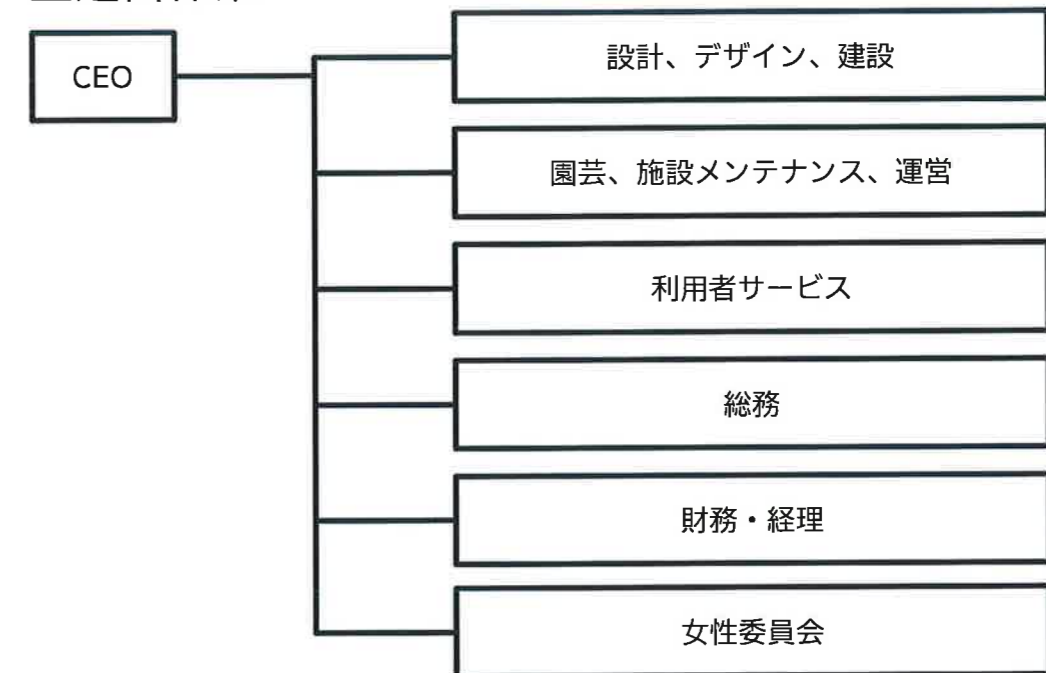 CEO
設計、デザイン、建設
園芸、施設メンテナンス、運営
利用者サービス
総務
財務・経理
女性委員会